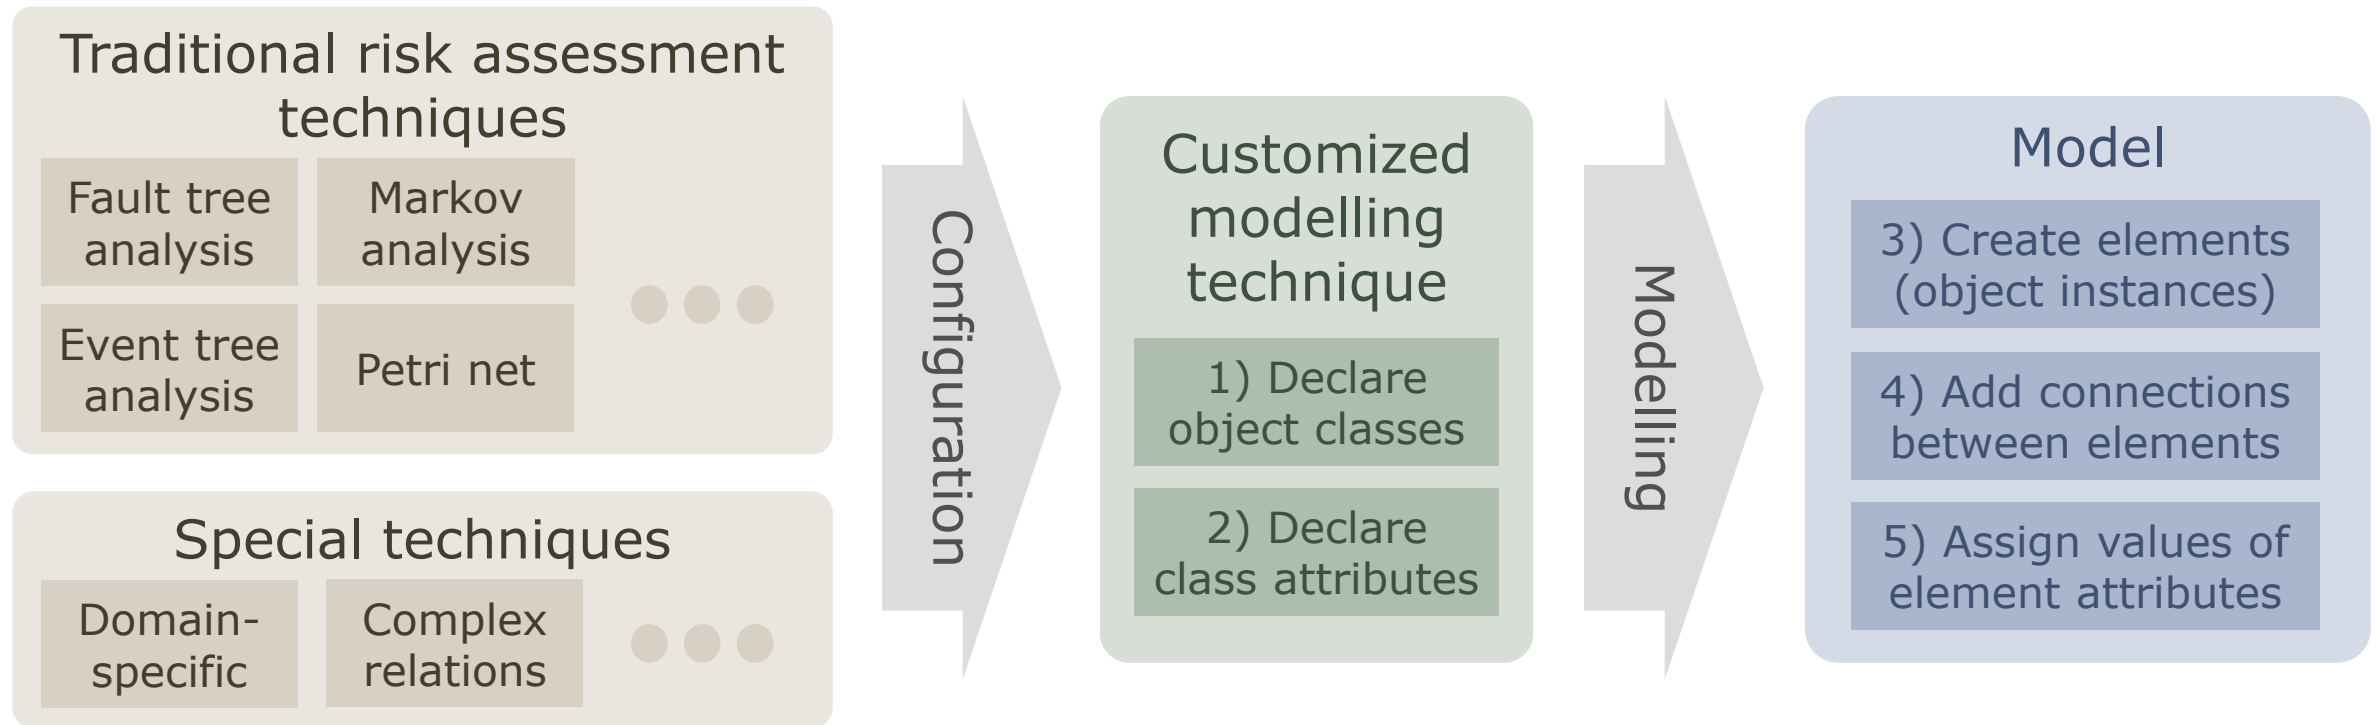 Traditional risk assessment
techniques
Fault tree
analysis
Markov
analysis
Event tree
analysis
Petri net
Special techniques
Domain-
specific
Complex
relations
Configuration
Customized
modelling
technique
1) Declare
object classes
2) Declare
class attributes
Modelling
Model
3) Create elements
(object instances)
4) Add connections
between elements
5) Assign values of
element attributes